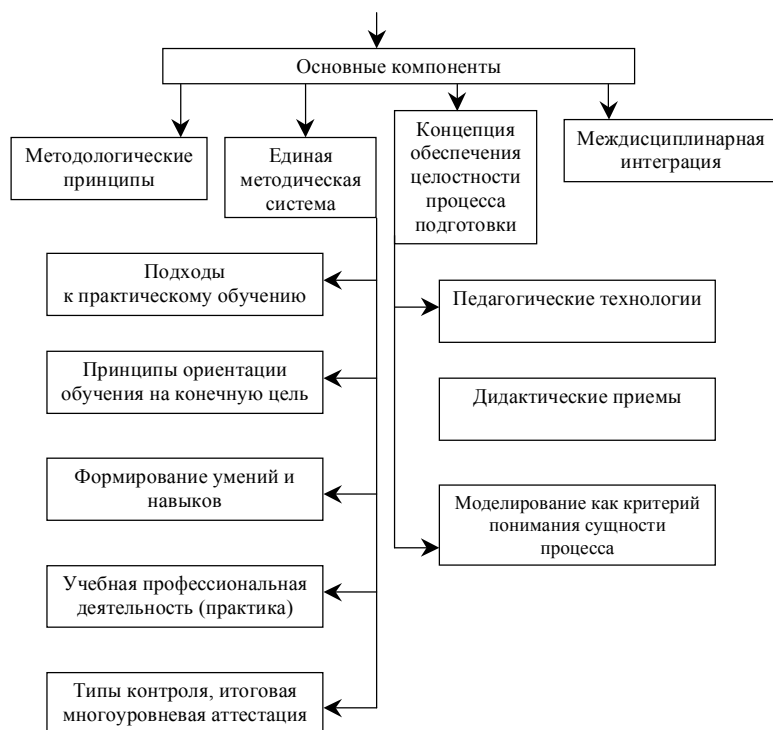 Основные компоненты
Методологические
принципы
Единая
методическая
система
Концепция
обеспечения
целостности
процесса
подготовки
Междисциплинарная
интеграция
Подходы
к практическому обучению
Принципы ориентации
обучения на конечную цель
Формирование умений и
навыков
Учебная профессиональная
деятельность (практика)
Типы контроля, итоговая
многоуровневая аттестация
Педагогические технологии
Дидактические приемы
Моделирование как критерий
понимания сущности
процесса